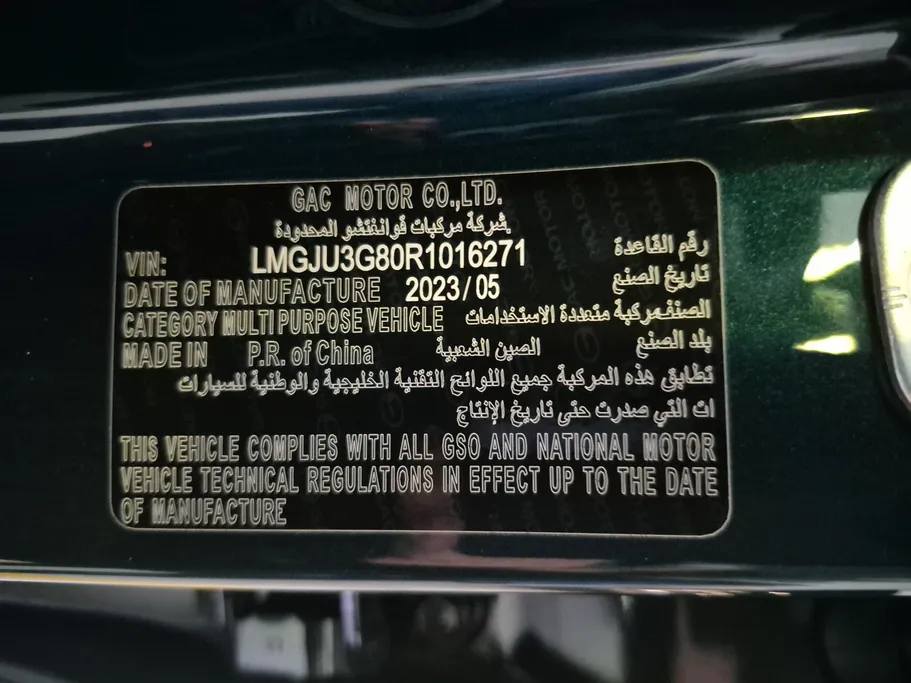 GAC MOTOR CO.,LTD.
شركة مركبات قوانغتشو المحدودة.
VIN: LMGJU3G80R1016271 رقم القاعدة
DATE OF MANUFACTURE 2023/05 تاريخ الصنع
CATEGORY MULTI PURPOSE VEHICLE الصنف‎مركبة متعددة الاستخدامات
MADE IN P.R. of China الصين الشعبية بلد الصنع
تطابق هذه المركبة جميع اللوائح التقنية الخليجية والوطنية للسيارات
ات التي صدرت حتى تاريخ الإنتاج
THIS VEHICLE COMPLIES WITH ALL GSO AND NATIONAL MOTOR
VEHICLE TECHNICAL REGULATIONS IN EFFECT UP TO THE DATE
OF MANUFACTURE